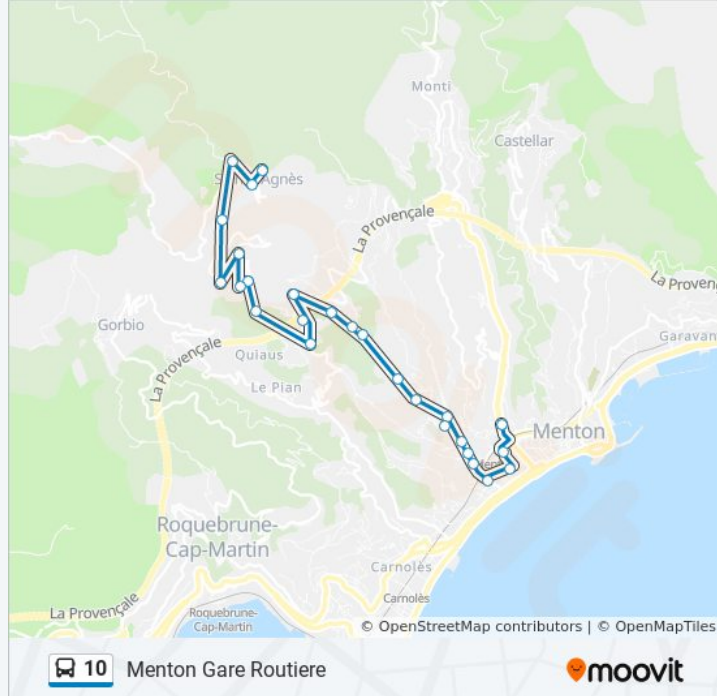 Monti
Castellar
Agnès
La Provençale
La Proven
Gorbio
Garavan
La Provençale
Quiaus
Le Pian
Menton
Roquebrune-
Cap-Martin
Carnolès
La Provençale
Roquebrune-
Cap-Martin
Carnolès
© OpenStreetMap contributors | © OpenMapTiles
10 Menton Gare Routiere
moovit